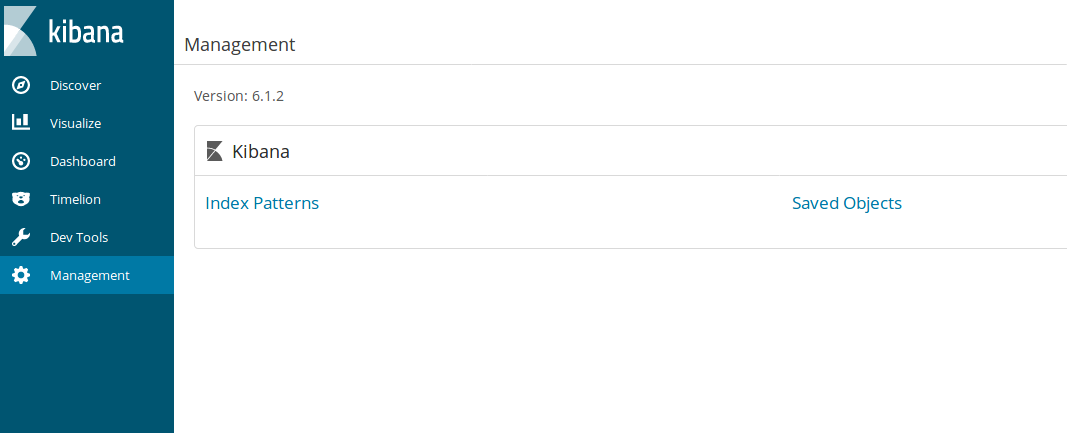 kibana
Discover
Visualize
Dashboard
Timelion
Dev Tools
Management
Management
Version: 6.1.2
Kibana
Index Patterns
Saved Objects